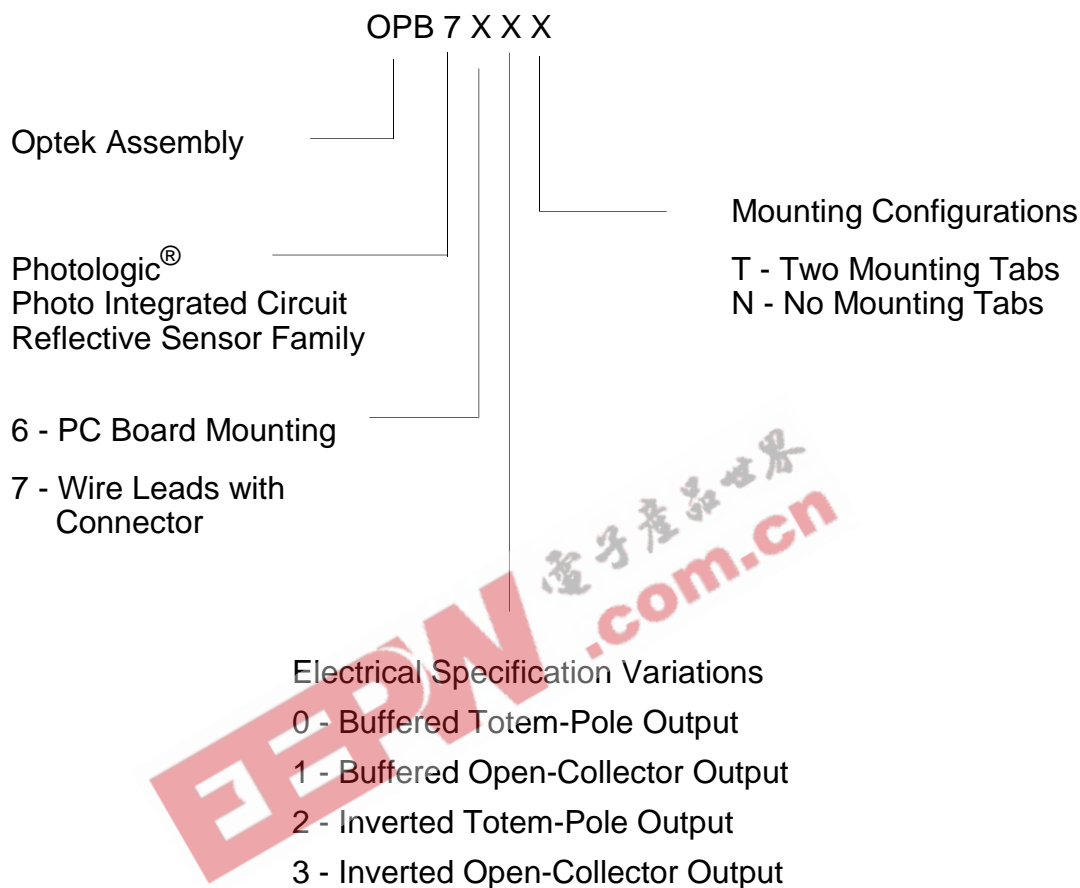 OPB 7 X X X
Optek Assembly
Mounting Configurations
T - Two Mounting Tabs
N - No Mounting Tabs
Photologic®
Photo Integrated Circuit
Reflective Sensor Family
6 - PC Board Mounting
7 - Wire Leads with
Connector
電子產品世界
.com.cn
EEPW
Electrical Specification Variations
0 - Buffered Totem-Pole Output
1 - Buffered Open-Collector Output
2 - Inverted Totem-Pole Output
3 - Inverted Open-Collector Output